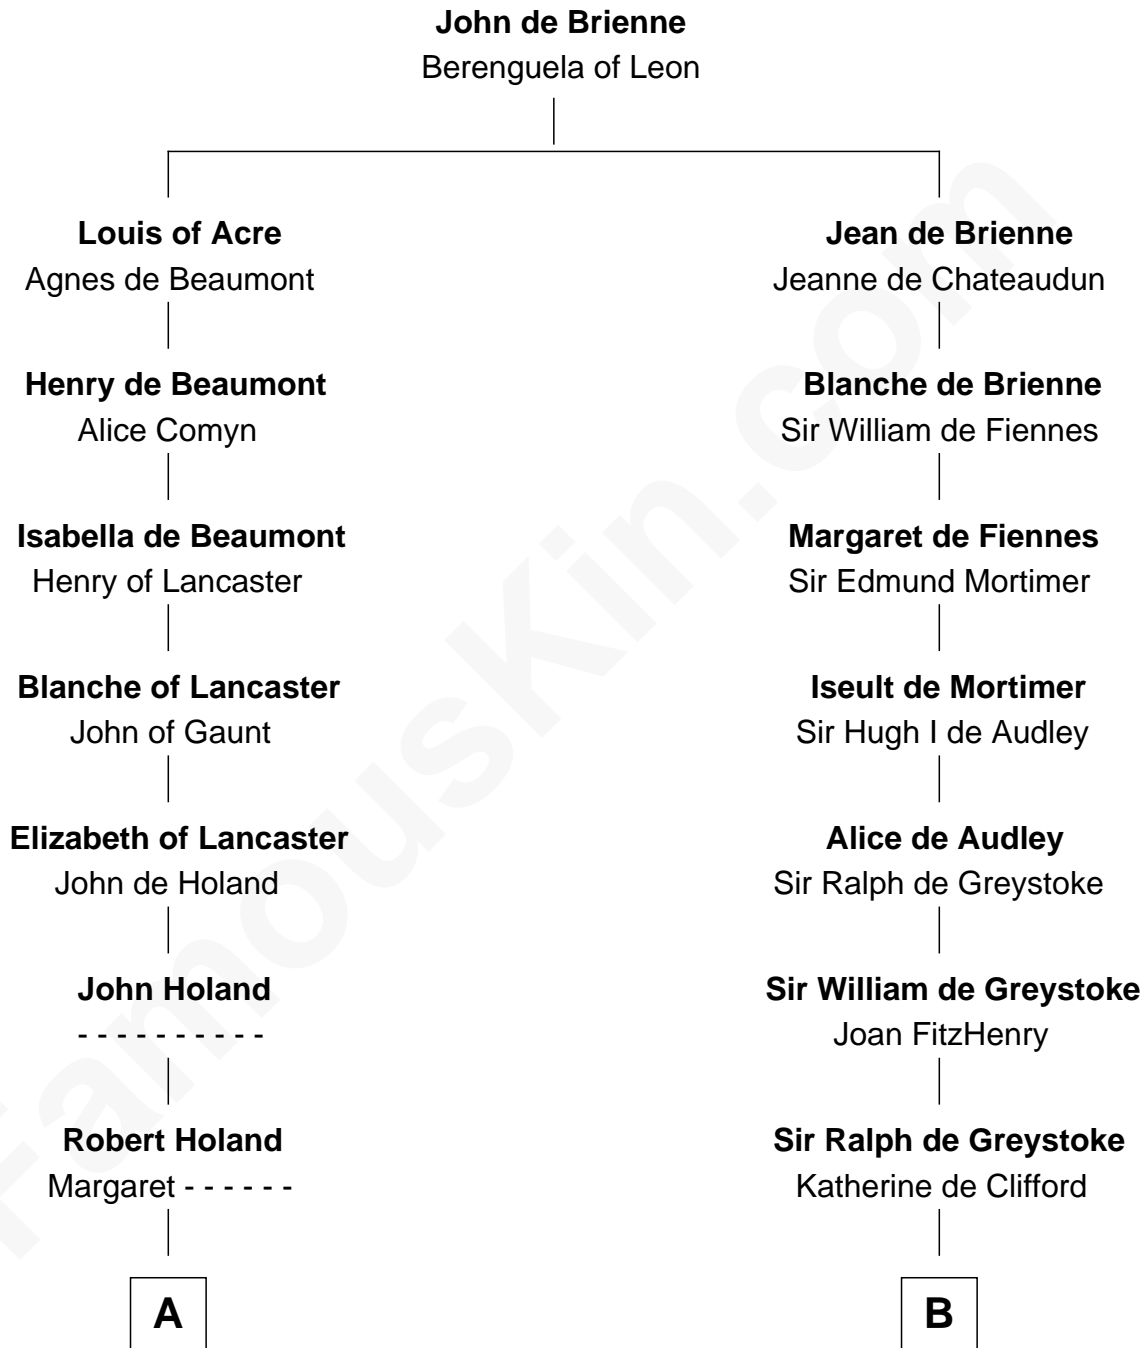 John de Brienne
Berenguela of Leon
Louis of Acre
Agnes de Beaumont
Jean de Brienne
Jeanne de Chateaudun
Henry de Beaumont
Alice Comyn
Blanche de Brienne
Sir William de Fiennes
Isabella de Beaumont
Henry of Lancaster
Margaret de Fiennes
Sir Edmund Mortimer
Blanche of Lancaster
John of Gaunt
Iseult de Mortimer
Sir Hugh I de Audley
Elizabeth of Lancaster
John de Holand
Alice de Audley
Sir Ralph de Greystoke
John Holand
- - - - - - - - - -
Sir William de Greystoke
Joan FitzHenry
Robert Holand
Margaret - - - - - -
Sir Ralph de Greystoke
Katherine de Clifford
A
B
FamousKin.com